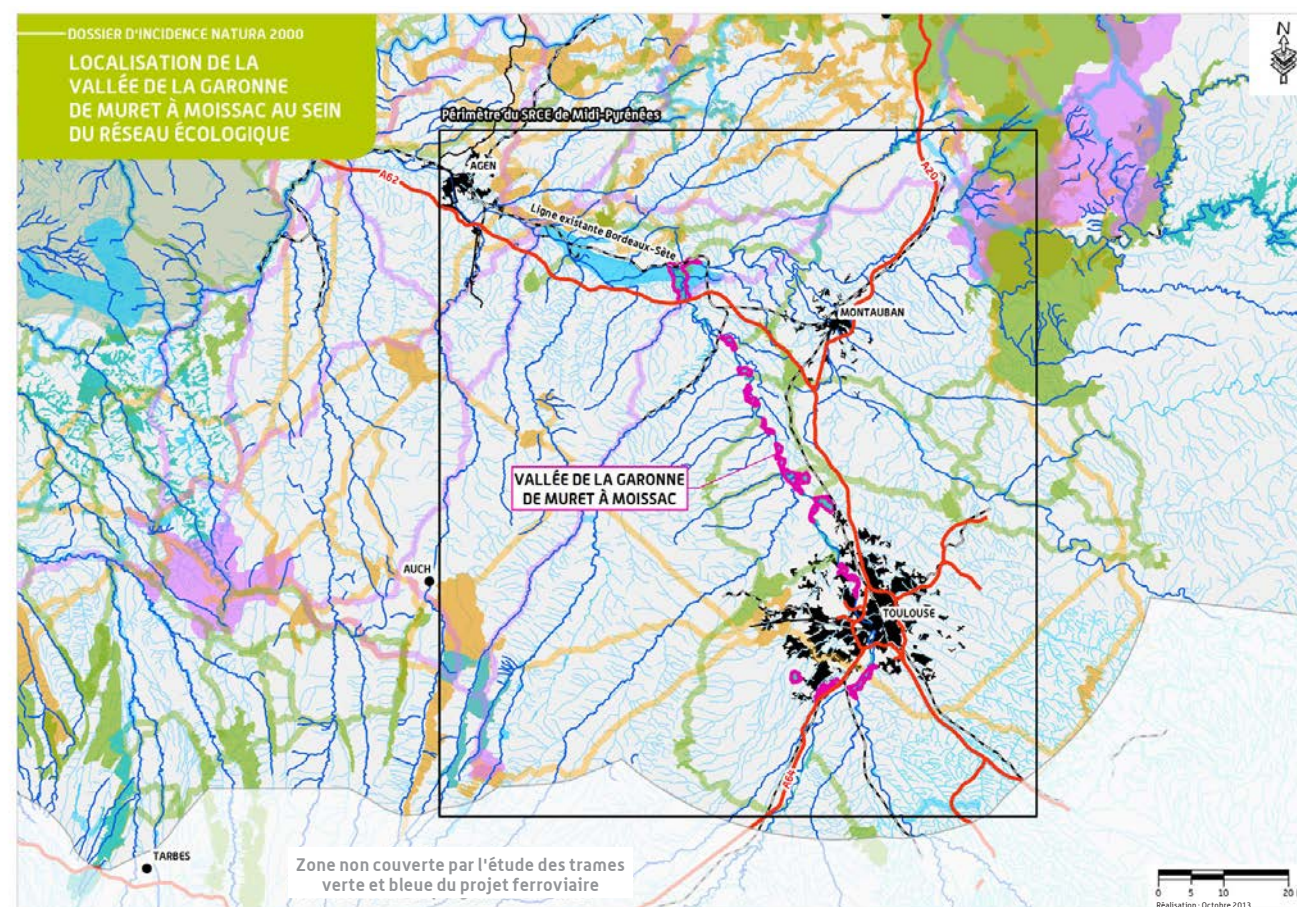 DOSSIER D'INCIDENCE NATURA 2000
LOCALISATION DE LA
VALLÉE DE LA GARONNE
DE MURET À MOISSAC AU SEIN
DU RÉSEAU ÉCOLOGIQUE
N
Périmètre du SRCE de Midi-Pyrénées
AGEN
A62
A20
Ligne existante Bordeaux-Sète
MONTAUBAN
VALLÉE DE LA GARONNE
DE MURET À MOISSAC
AUCH
TOULOUSE
A64
TARBES
Zone non couverte par l'étude des trames
verte et bleue du projet ferroviaire
0 5 10 20
Réalisation : Octobre 2013